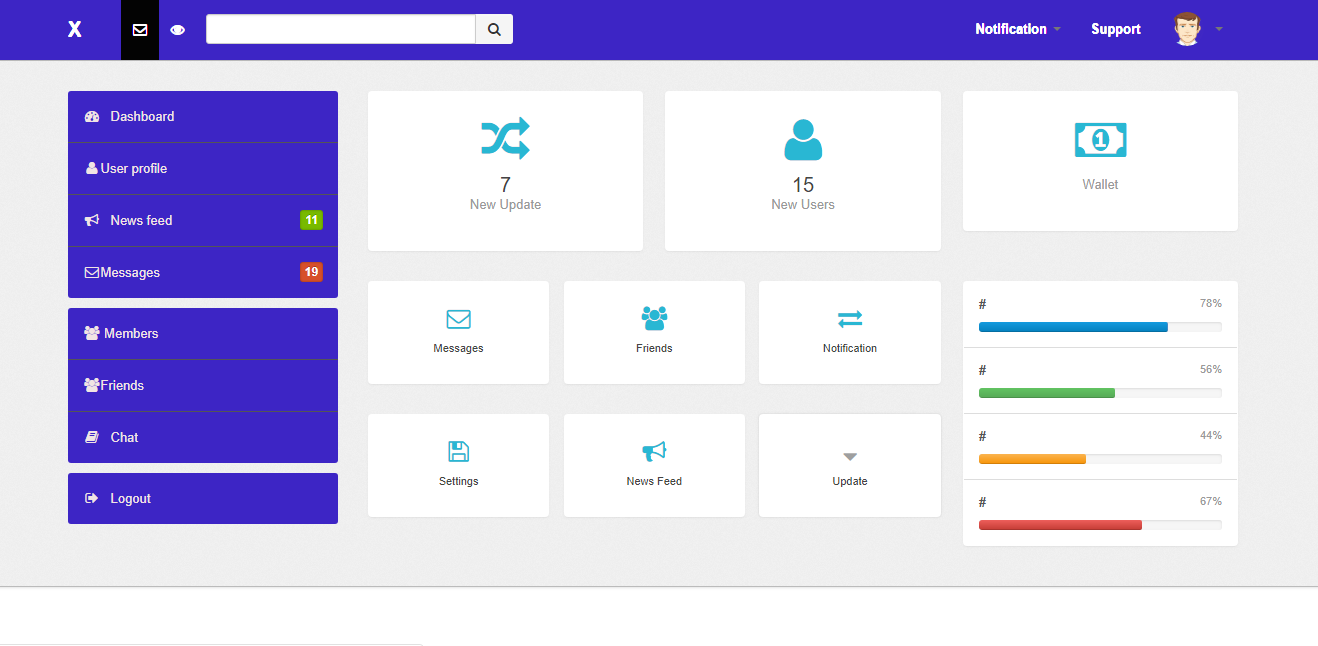 X
Notification
Support
Dashboard
User profile
News feed
11
Messages
19
Members
Friends
Chat
Logout
7
New Update
15
New Users
1
Wallet
Messages
Friends
Notification
Settings
News Feed
Update
# 78%
# 56%
# 44%
# 67%